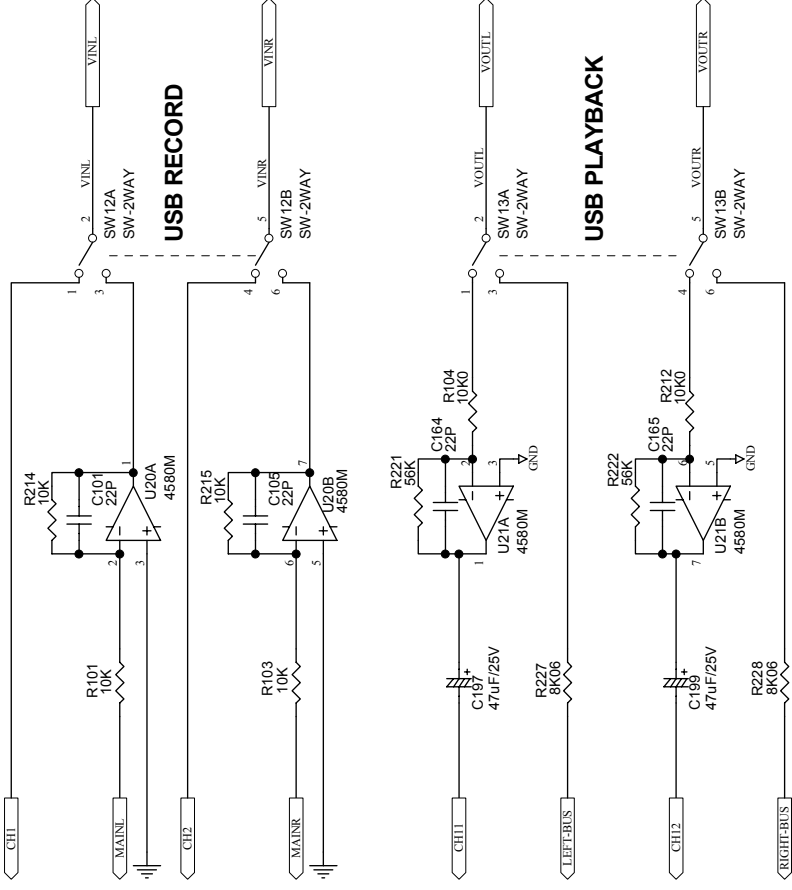 CH1
1
2
VINL
VINL
SW12A
SW-2WAY
3
R214
10K
C101
22P
1
U20A
4580M
2
3
R101
10K
MAINL
USB RECORD
CH2
4
5
VINR
VINR
SW12B
SW-2WAY
6
R215
10K
C105
22P
7
U20B
4580M
6
5
R103
10K
MAINR
CH11
C197
47uF/25V
+
1
U21A
4580M
R221
56K
C164
22P
2
3
GND
R104
10K0
1
2
VOUTL
VOUTL
SW13A
SW-2WAY
3
R227
8K06
LEFT-BUS
USB PLAYBACK
CH12
C199
47uF/25V
+
7
U21B
4580M
R222
56K
C165
22P
6
5
GND
R212
10K0
4
5
VOUTR
VOUTR
SW13B
SW-2WAY
6
R228
8K06
RIGHT-BUS